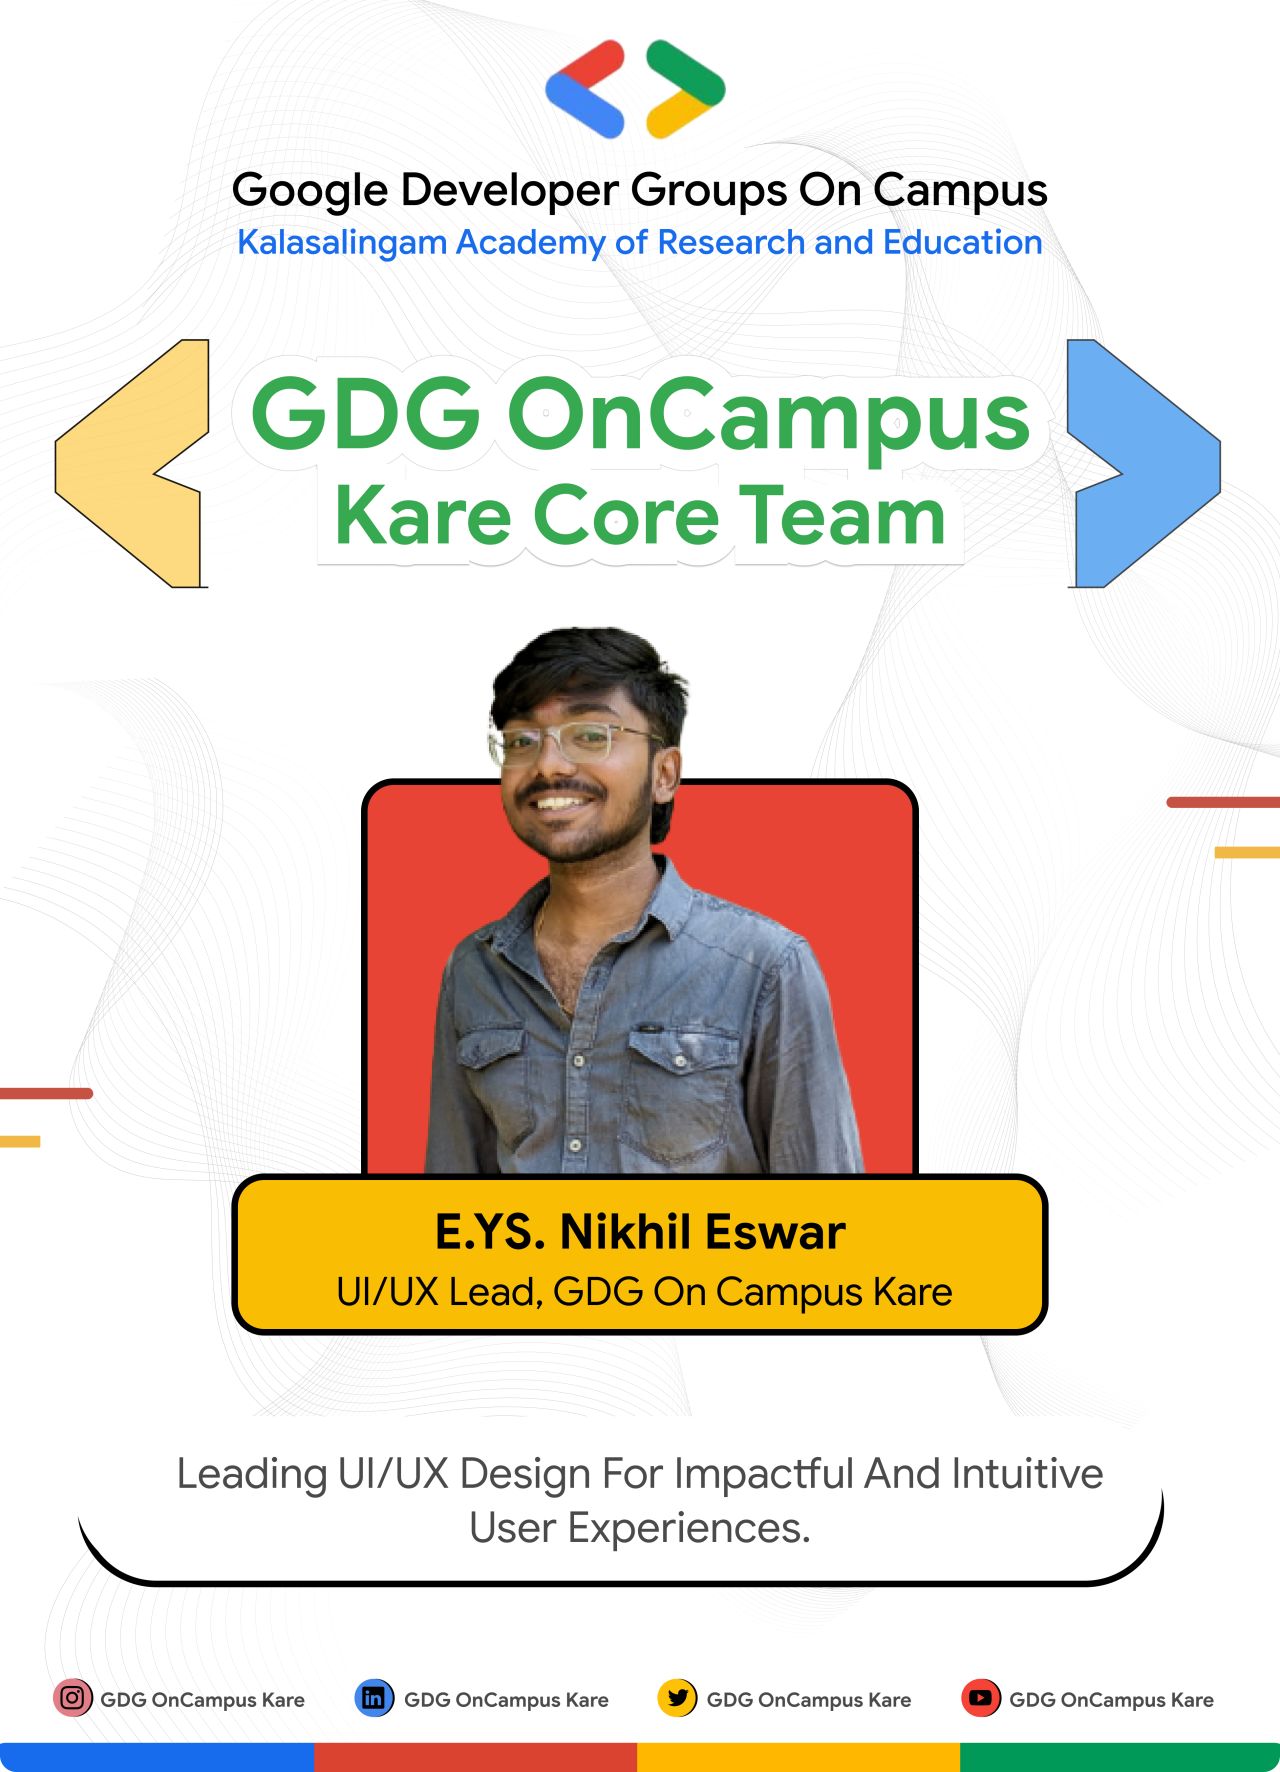 Google Developer Groups On Campus
Kalasalingam Academy of Research and Education
GDG OnCampus
Kare Core Team
E.YS. Nikhil Eswar
UI/UX Lead, GDG On Campus Kare
Leading UI/UX Design For Impactful And Intuitive
User Experiences.
GDG OnCampus Kare GDG OnCampus Kare GDG OnCampus Kare GDG OnCampus Kare